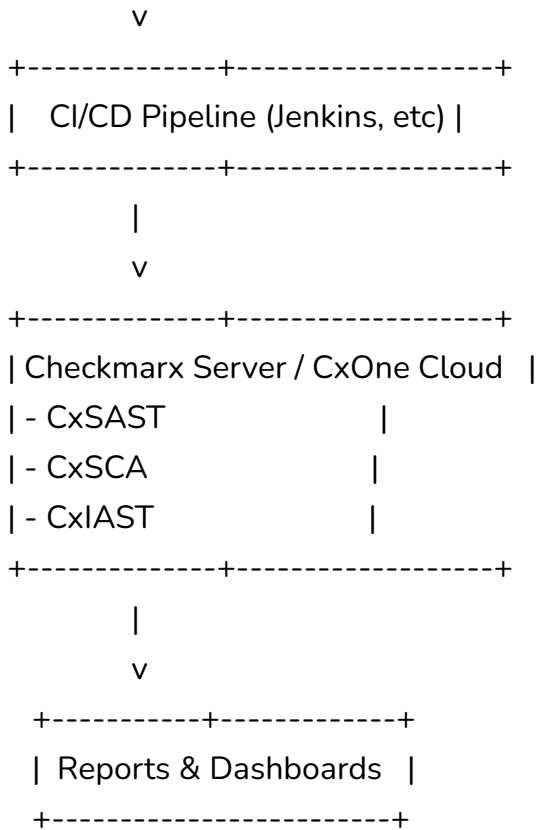 v
+--------------+-------------------+
|    CI/CD Pipeline (Jenkins, etc) |
+--------------+-------------------+
|
v
+--------------+-------------------+
| Checkmarx Server / CxOne Cloud   |
| - CxSAST                         |
| - CxSCA                          |
| - CxIAST                         |
+--------------+-------------------+
|
v
+-----------+-------------+
|  Reports & Dashboards   |
+-------------------------+